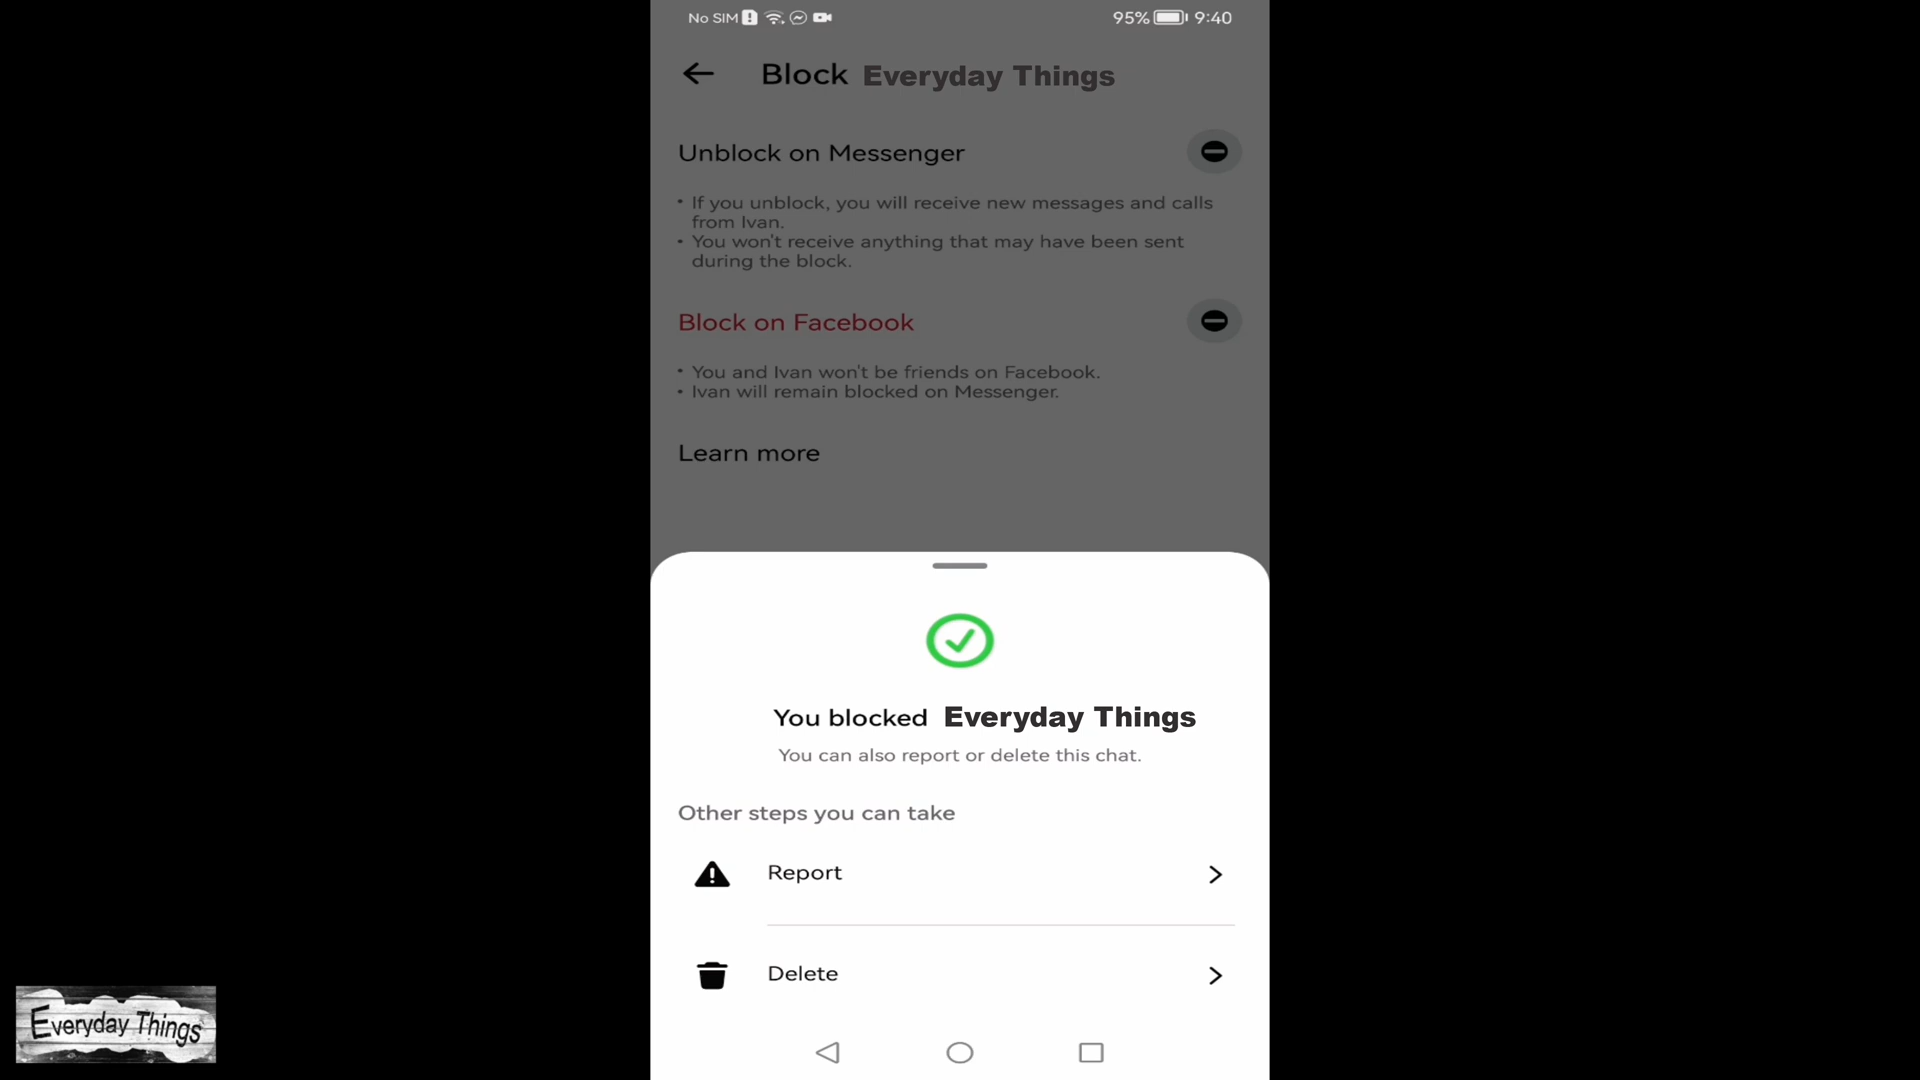 No SIM
95% 9:40
Block Everyday Things
Unblock on Messenger
• If you unblock, you will receive new messages and calls
from Ivan.
• You won't receive anything that may have been sent
during the block.
Block on Facebook
• You and Ivan won't be friends on Facebook.
• Ivan will remain blocked on Messenger.
Learn more
You blocked Everyday Things
You can also report or delete this chat.
Other steps you can take
Report
Delete
Everyday Things